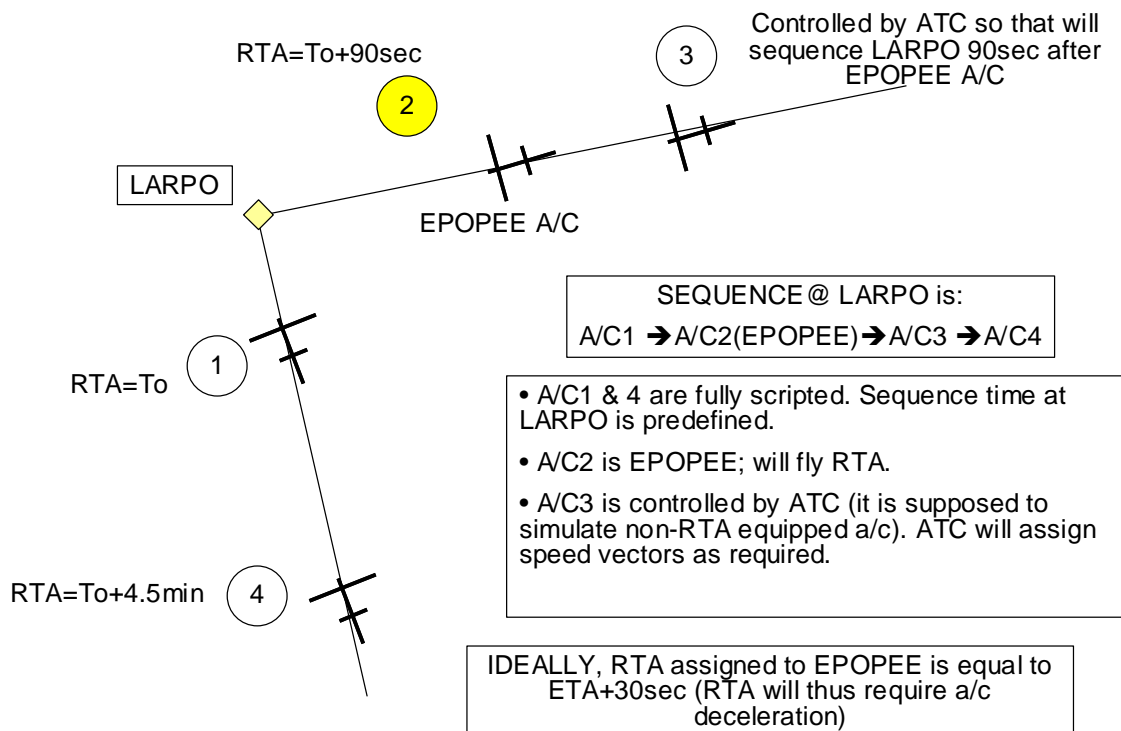 Controlled by ATC so that will
sequence LARPO 90sec after
EPOPEE A/C
RTA=To+90sec
3
2
LARPO
EPOPEE A/C
SEQUENCE@ LARPO is:
A/C1 ➔A/C2(EPOPEE)➔A/C3 ➔A/C4
1
RTA=To
• A/C1 & 4 are fully scripted. Sequence time at
LARPO is predefined.
• A/C2 is EPOPEE; will fly RTA.
• A/C3 is controlled by ATC (it is supposed to
simulate non-RTA equipped a/c). ATC will assign
speed vectors as required.
RTA=To+4.5min
4
IDEALLY, RTA assigned to EPOPEE is equal to
ETA+30sec (RTA will thus require a/c
deceleration)